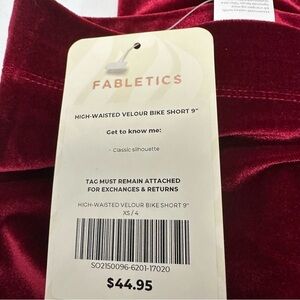 FABLETICS
HIGH-WAISTED VELOUR BIKE SHORT 9"
Get to know me:
- Classic silhouette
TAG MUST REMAIN ATTACHED
FOR EXCHANGES & RETURNS
HIGH-WAISTED VELOUR BIKE SHORT 9"
XS / 4
SO2150096-6201-17020
$44.95